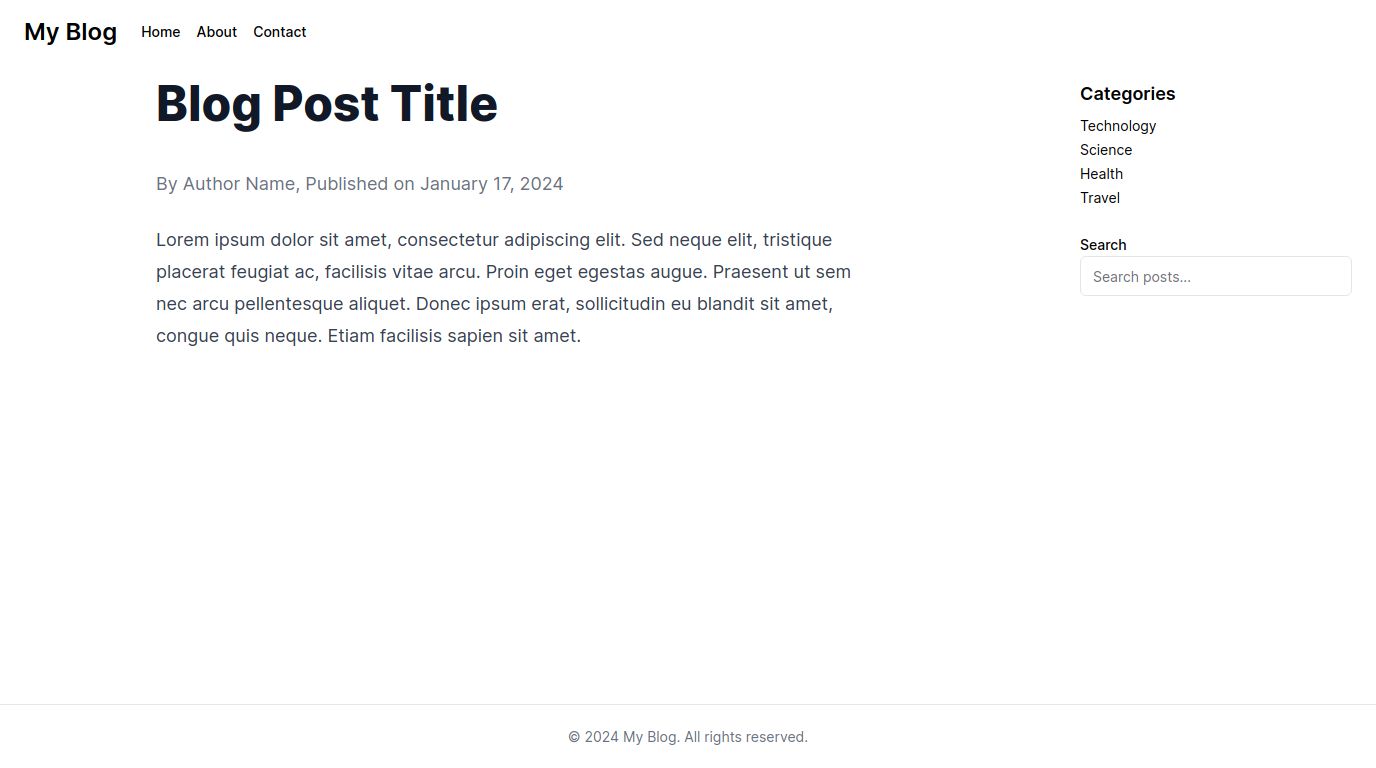 My Blog Home About Contact
Blog Post Title
By Author Name, Published on January 17, 2024
Lorem ipsum dolor sit amet, consectetur adipiscing elit. Sed neque elit, tristique
placerat feugiat ac, facilisis vitae arcu. Proin eget egestas augue. Praesent ut sem
nec arcu pellentesque aliquet. Donec ipsum erat, sollicitudin eu blandit sit amet,
congue quis neque. Etiam facilisis sapien sit amet.
Categories
Technology
Science
Health
Travel
Search
Search posts...
© 2024 My Blog. All rights reserved.